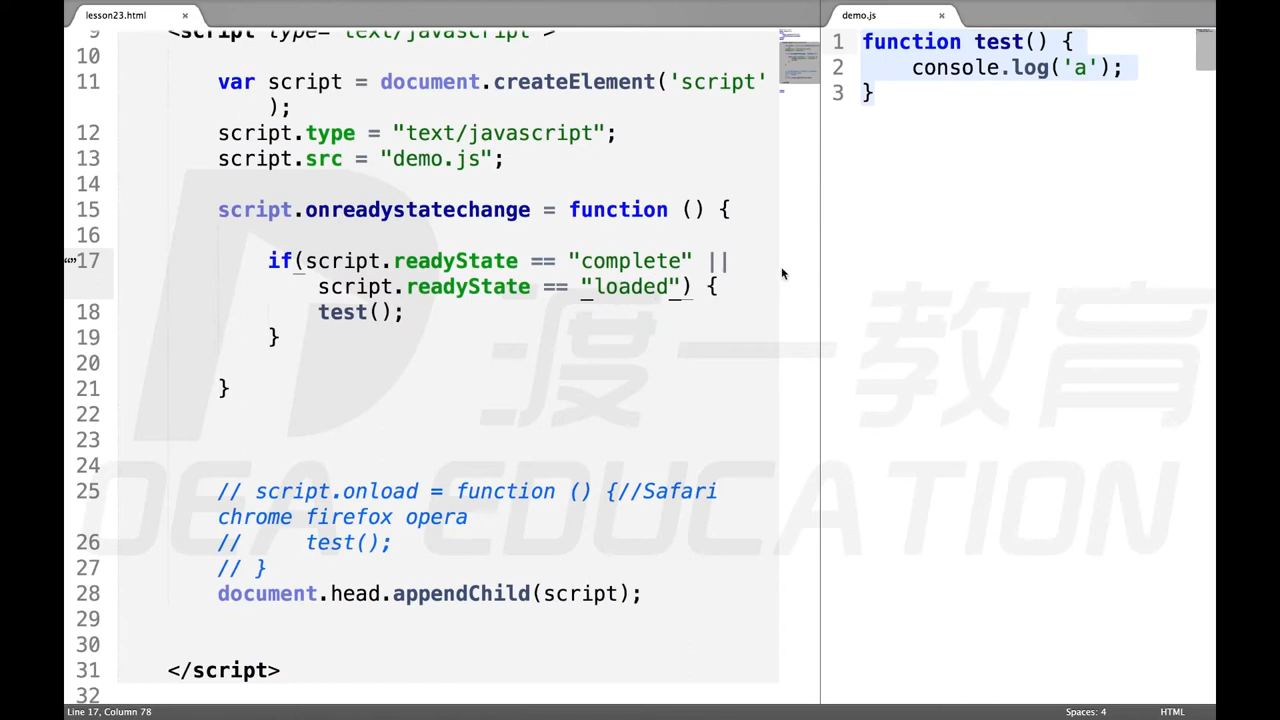 lesson23.html
×
demo.js
×
9 <script type="text/javascript">
10
11 var script = document.createElement('script'
);
12 script.type = "text/javascript";
13 script.src = "demo.js";
14
15 script.onreadystatechange = function () {
16
17 if(script.readyState == "complete" ||
script.readyState == "loaded") {
18 test();
19 }
20
21 }
22
23
24
25 // script.onload = function () {//Safari
chrome firefox opera
26 // test();
27 // }
28 document.head.appendChild(script);
29
30
31 </script>
32
1 function test() {
2 console.log('a');
3 }
渡一教育
DEA EDUCATION
Line 17, Column 78
Spaces: 4
HTML